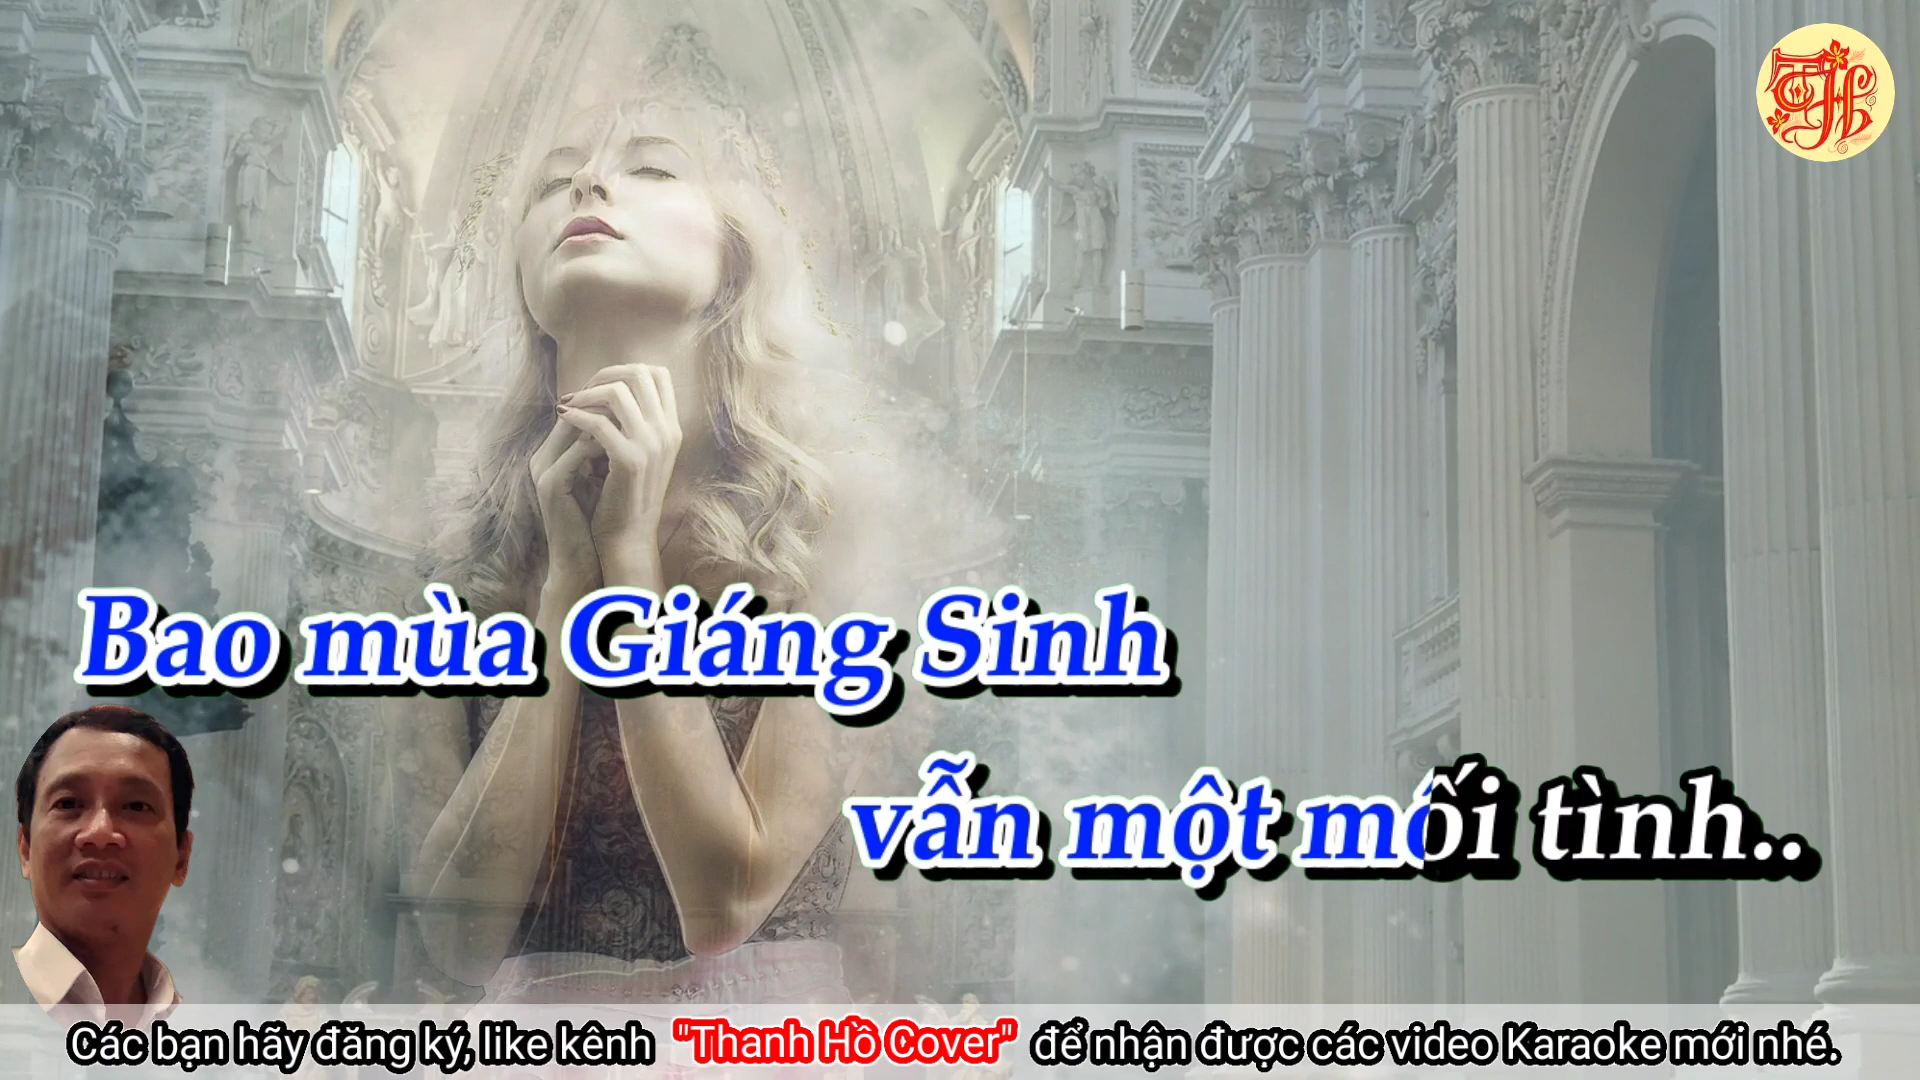 TH
Bao mùa Giáng Sinh
vẫn một mối tình..
Các bạn hãy đăng ký, like kênh "Thanh Hồ Cover" để nhận được các video Karaoke mới nhé.